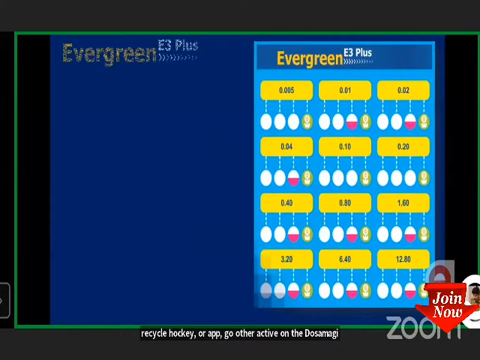 Evergreen E3 Plus
Evergreen E3 Plus
0.005 0.01 0.02
0.04 0.10 0.20
0.40 0.80 1.60
3.20 6.40 12.80
Join
Now
zoom
recycle hockey, or app, go other active on the Dosamagi